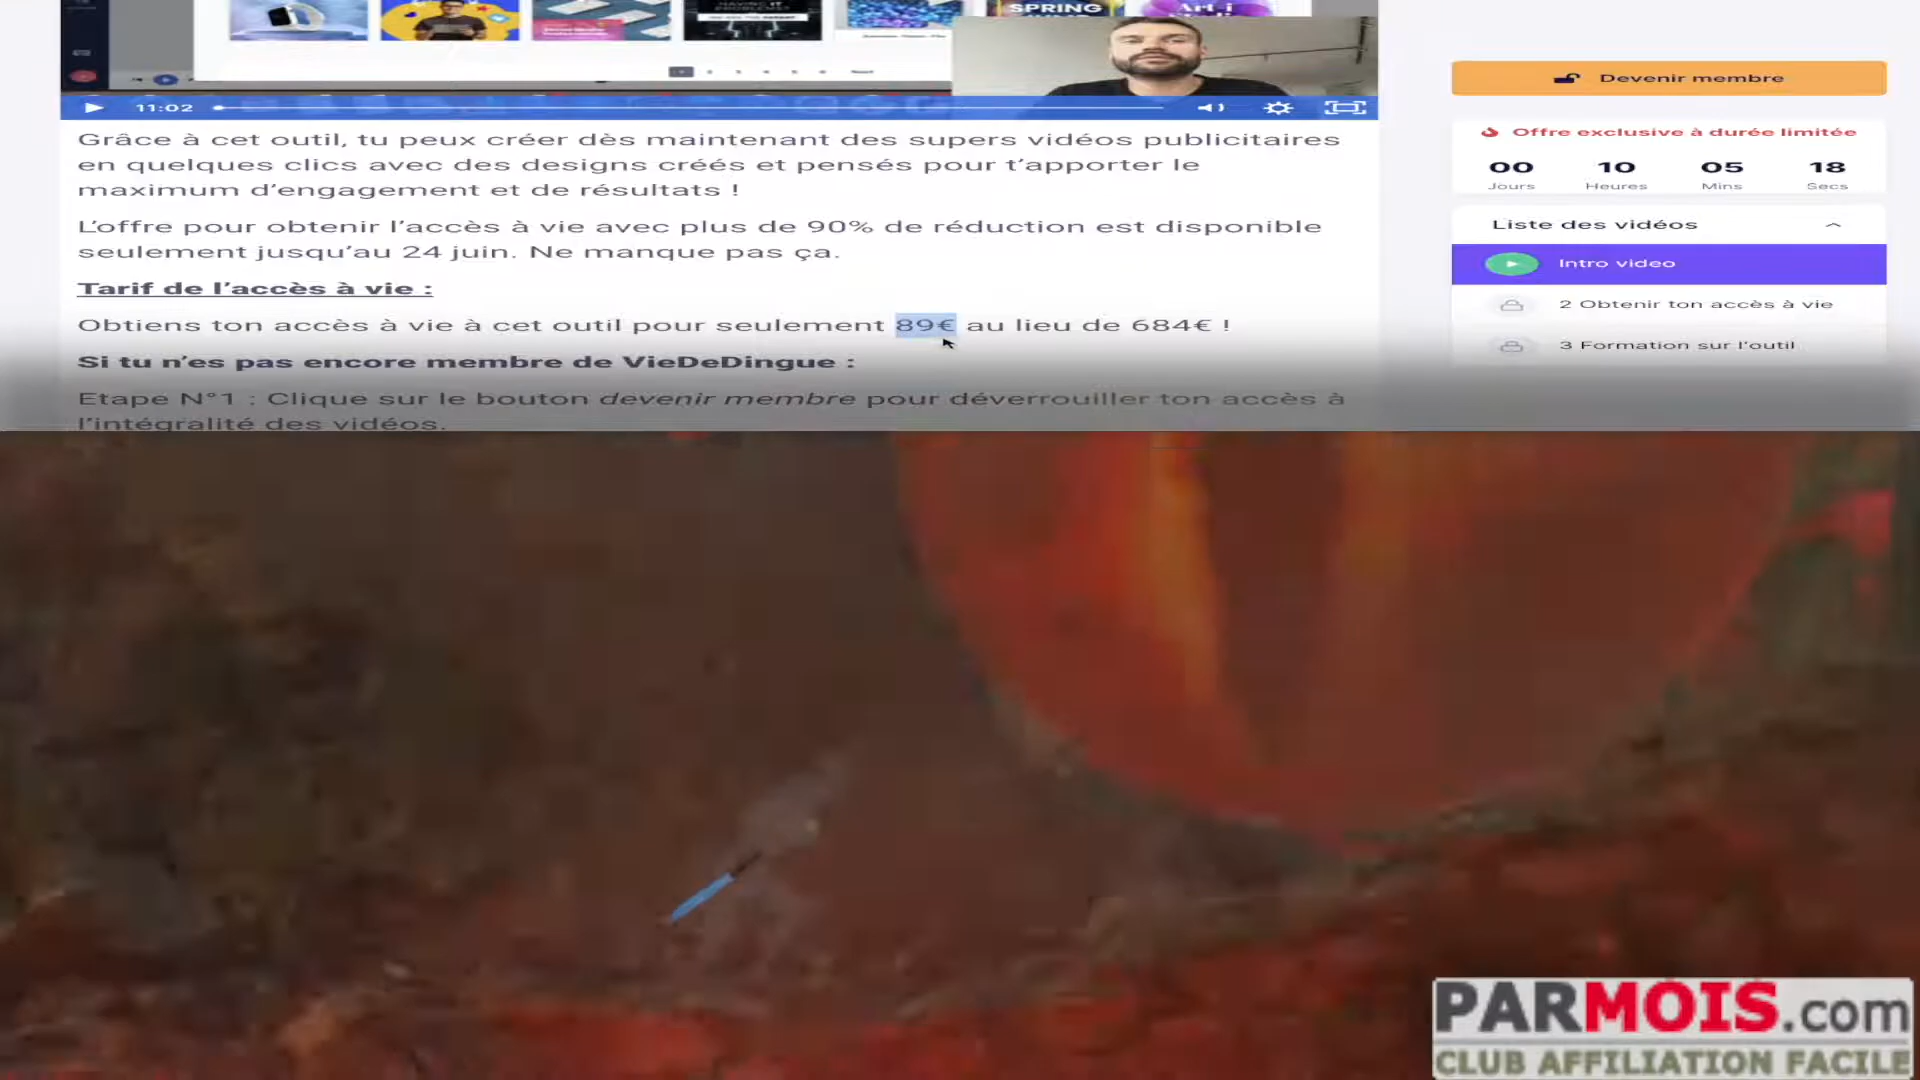 HAVING IT
PROBLEMS?
SPRING
Art i
Next
11:02
Devenir membre
Grâce à cet outil, tu peux créer dès maintenant des supers vidéos publicitaires
en quelques clics avec des designs créés et pensés pour t’apporter le
maximum d’engagement et de résultats !
Offre exclusive à durée limitée
00 10 05 18
Jours Heures Mins Secs
L’offre pour obtenir l’accès à vie avec plus de 90% de réduction est disponible
seulement jusqu’au 24 juin. Ne manque pas ça.
Liste des vidéos
Intro video
2 Obtenir ton accès à vie
3 Formation sur l’outil
Tarif de l’accès à vie :
Obtiens ton accès à vie à cet outil pour seulement 89€ au lieu de 684€ !
Si tu n’es pas encore membre de VieDeDingue :
Etape N°1 : Clique sur le bouton devenir membre pour déverrouiller ton accès à
l’intégralité des vidéos.
PARMOIS.com
CLUB AFFILIATION FACILE